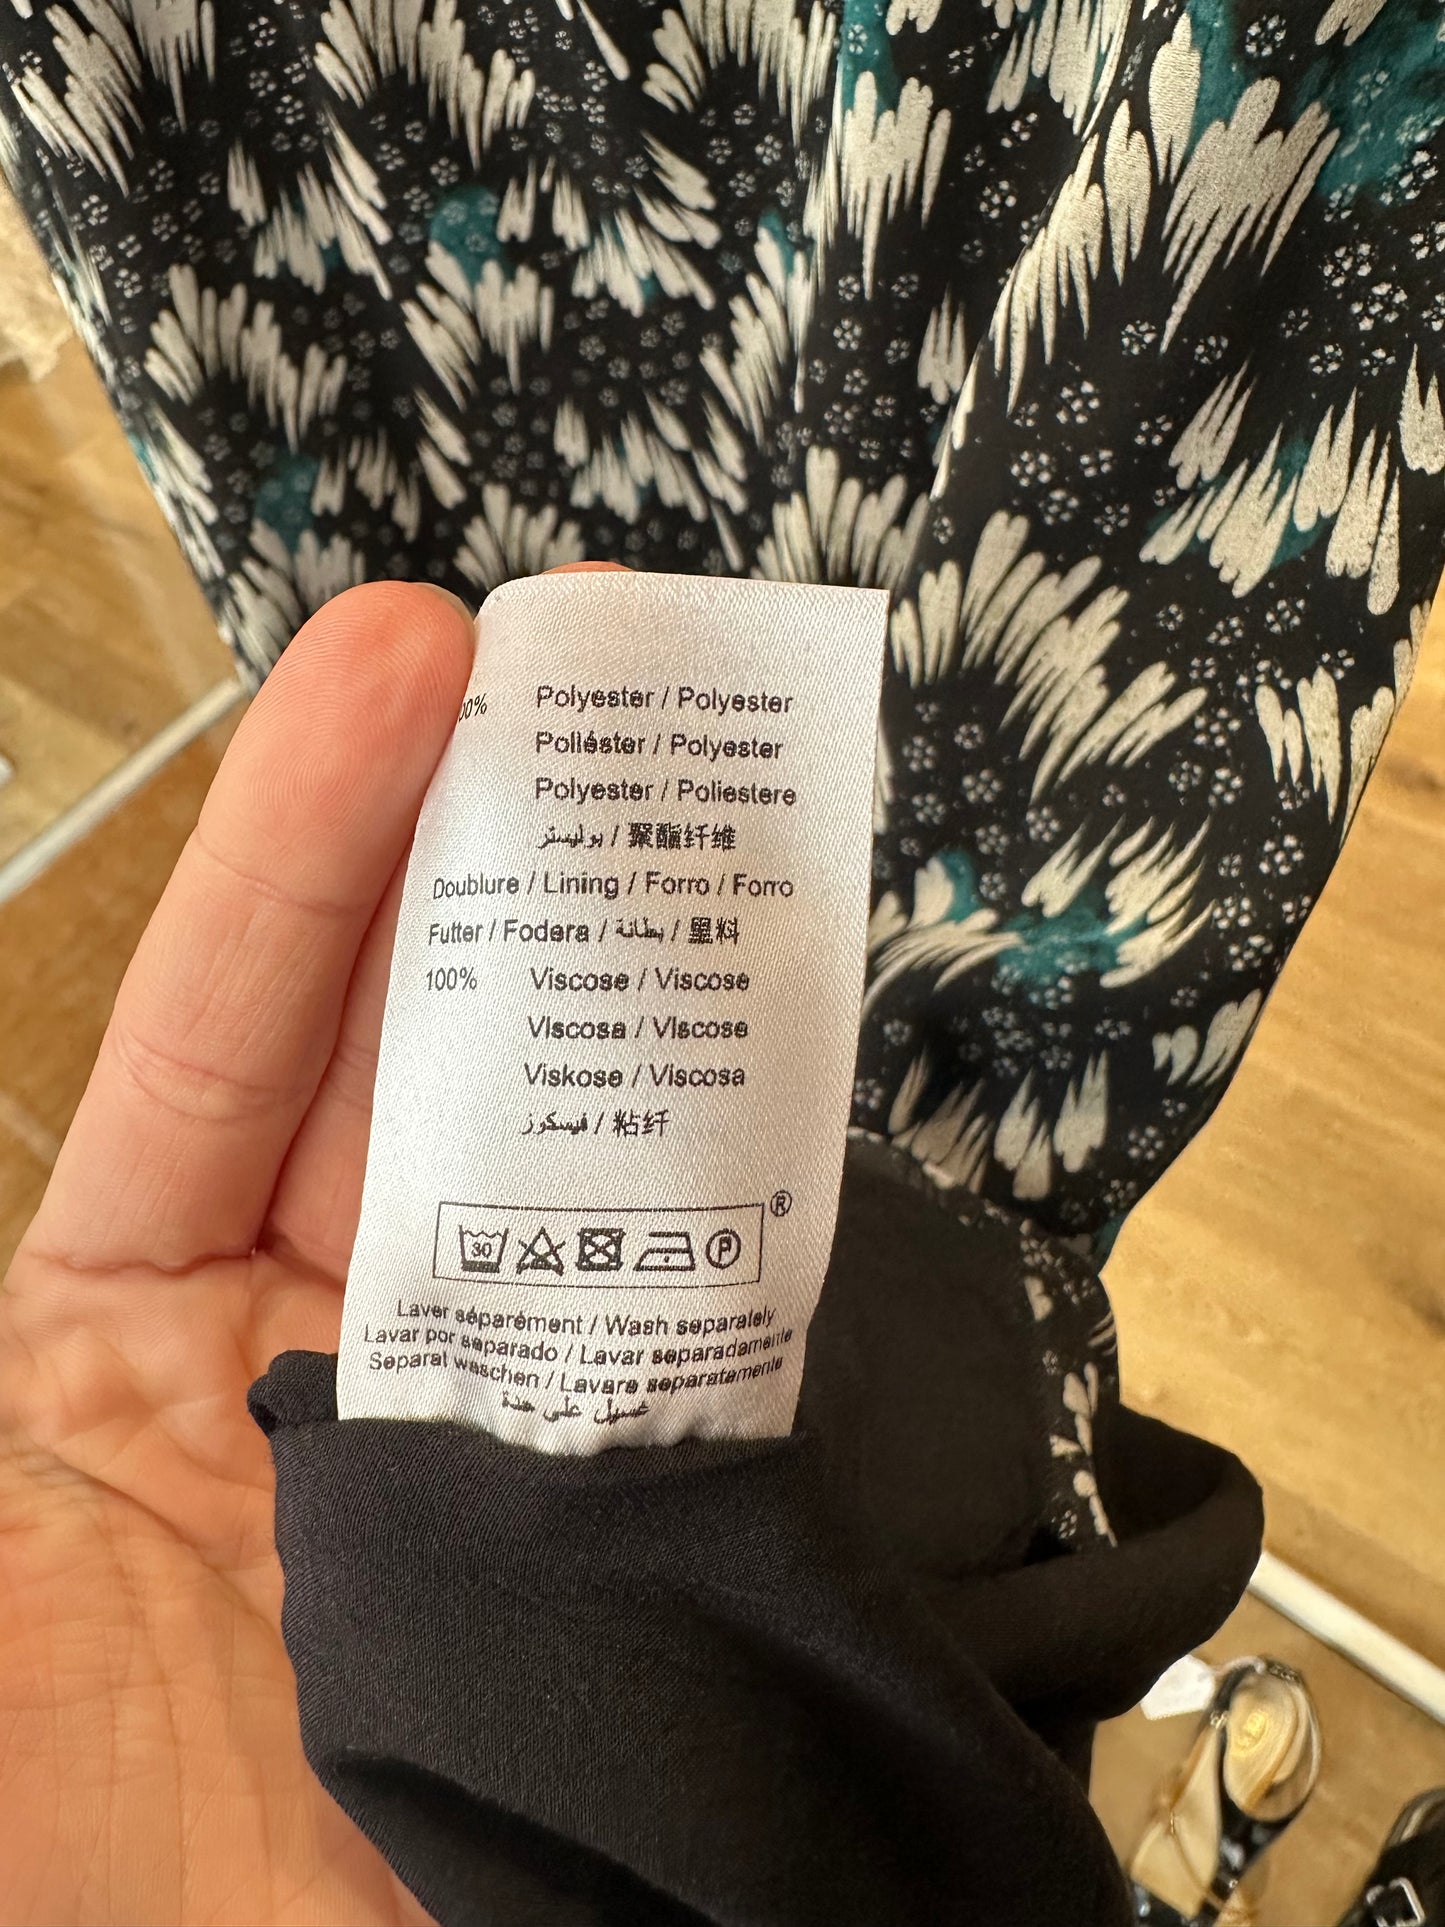 00% Polyester / Polyester
Poliéster / Polyester
Polyester / Poliestere
بوليستر / 聚酯纤维
Doublure / Lining / Forro / Forro
Futter / Fodera / بطانة / 里料
100% Viscose / Viscose
Viscosa / Viscose
Viskose / Viscosa
فيسكوز / 粘纤
®
30 P
Laver séparément / Wash separately
Lavar por separado / Lavar separadamente
Separat waschen / Lavare separatamente
غسيل على حدة